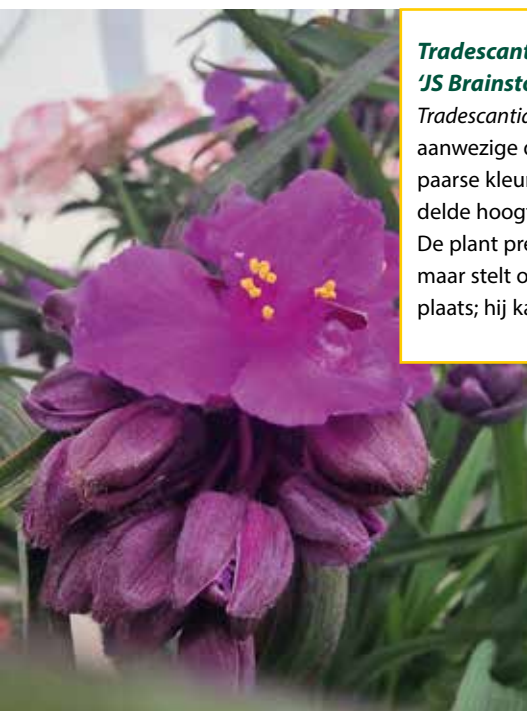 Tradescant
'JS Brainsto
Tradescantia
aanwezige
paarse kleur
delde hoogt
De plant pre
maar stelt o
plaats; hij ka